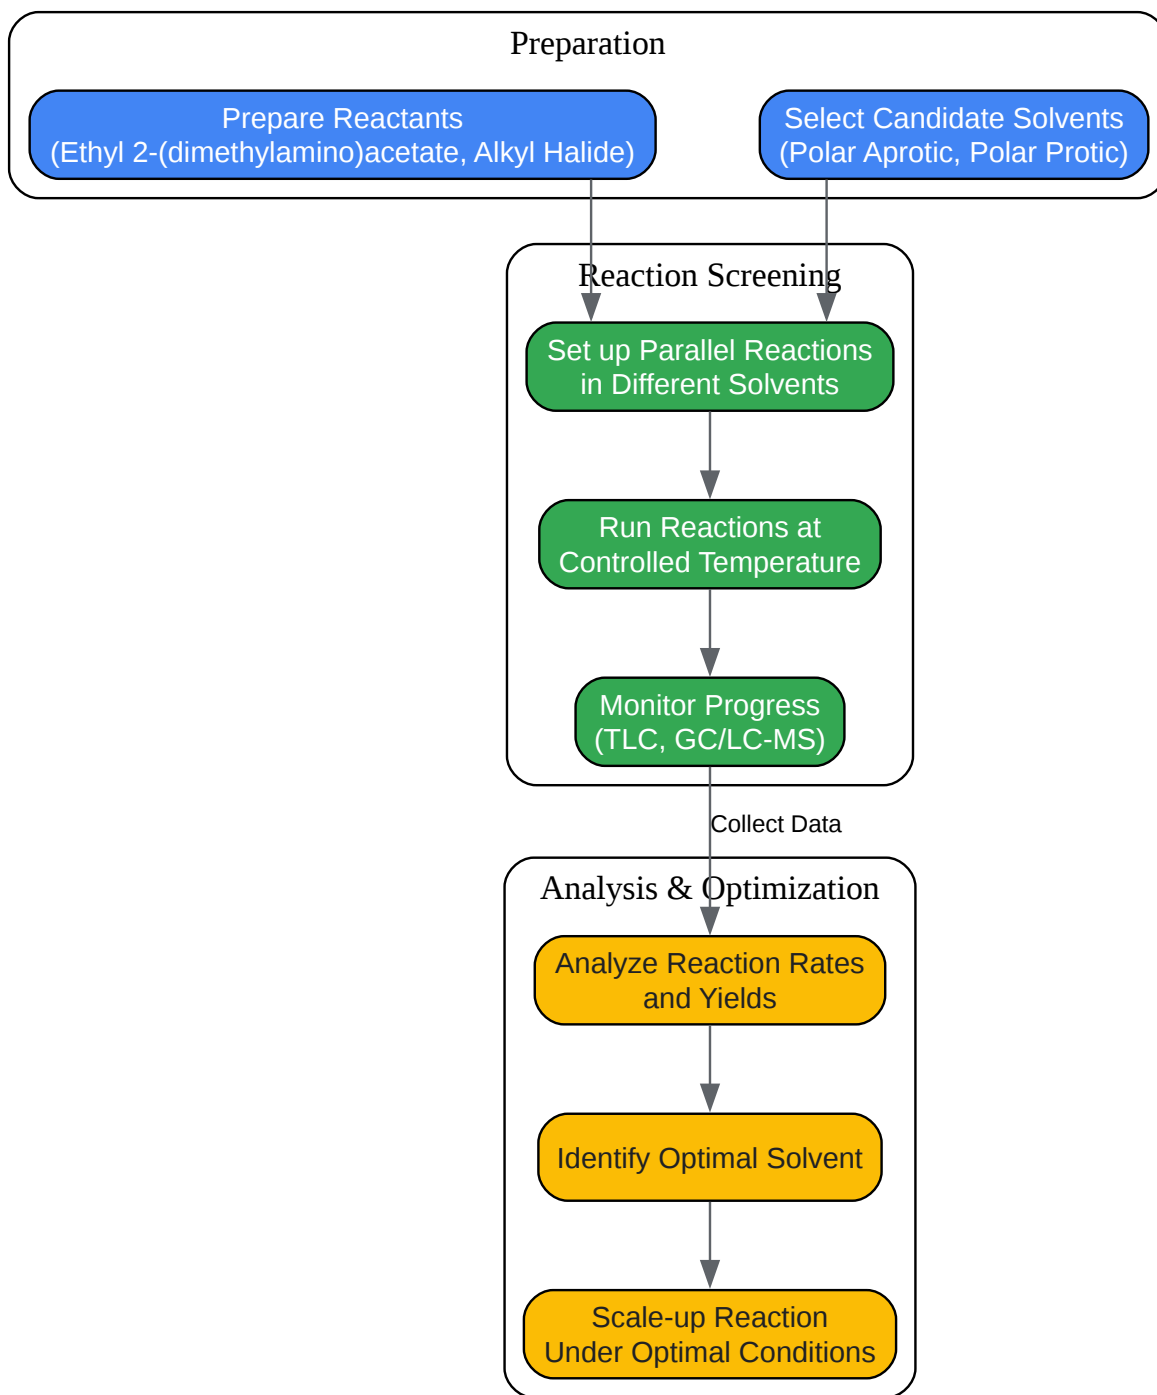 Preparation
Prepare Reactants
(Ethyl 2-(dimethylamino)acetate, Alkyl Halide)
Select Candidate Solvents
(Polar Aprotic, Polar Protic)
Reaction Screening
Set up Parallel Reactions
in Different Solvents
Run Reactions at
Controlled Temperature
Monitor Progress
(TLC, GC/LC-MS)
Collect Data
Analysis & Optimization
Analyze Reaction Rates
and Yields
Identify Optimal Solvent
Scale-up Reaction
Under Optimal Conditions